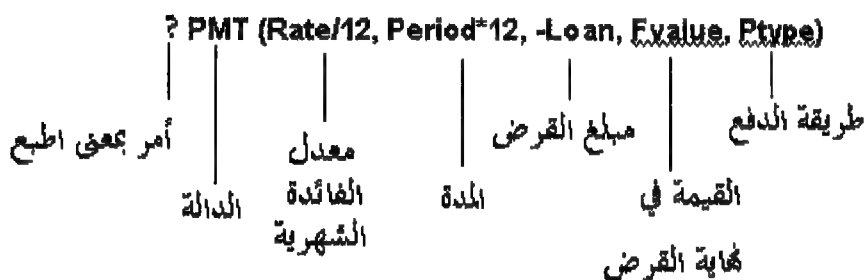 ? PMT (Rate/12, Period*12, -Loan, Fvalue, Ptype)
أمر بمعنى اطبع
الدالة
معدل
الفائدة
الشهرية
المدة
مبلغ القرض
القيمة في
نهاية القرض
طريقة الدفع